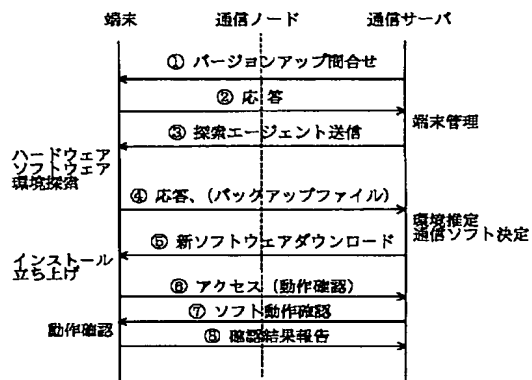 端末
通信ノード
通信サーバ
① バージョンアップ問合せ
② 応答
端末管理
③ 探索エージェント送信
ハードウェア
ソフトウェア
環境探索
④ 応答、(バックアップファイル)
環境推定
通信ソフト決定
⑤ 新ソフトウェアダウンロード
インストール
立ち上げ
⑥ アクセス (動作確認)
⑦ ソフト動作確認
動作確認
⑧ 確認結果報告